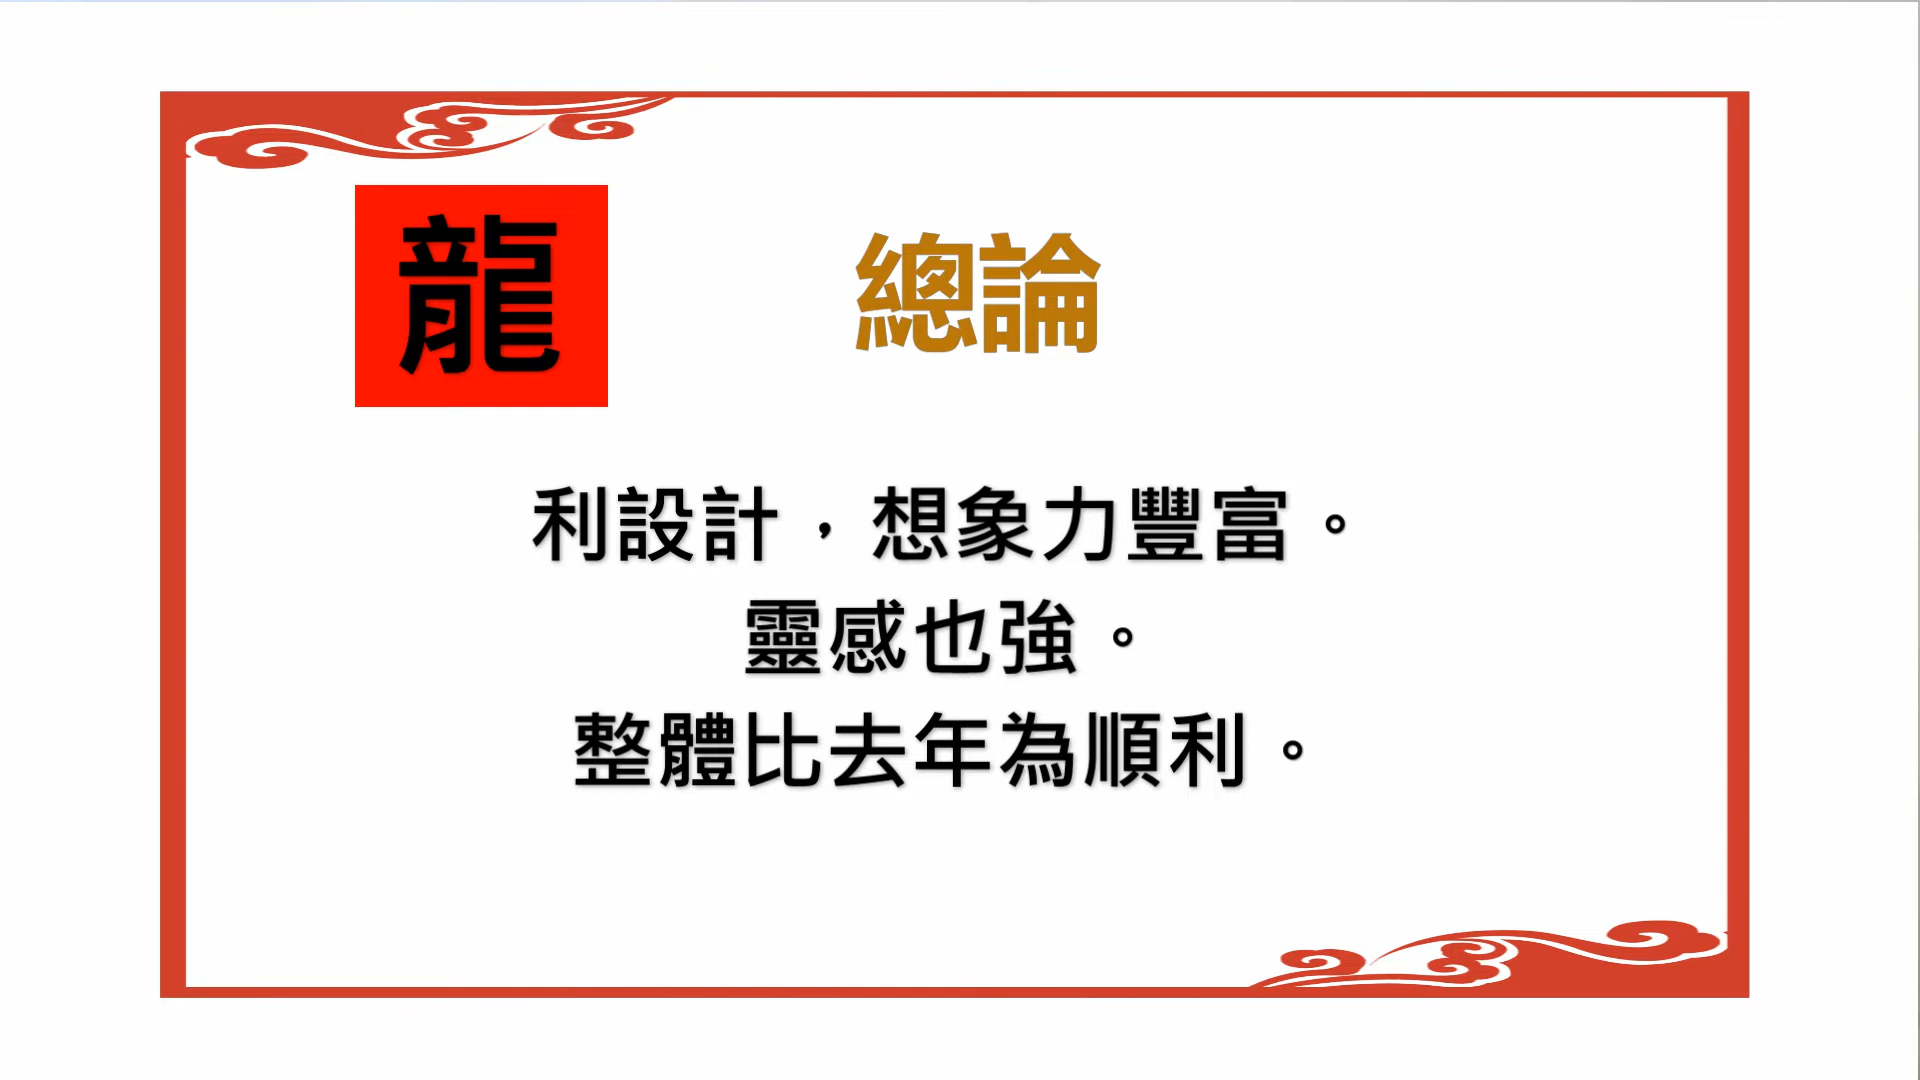 龍
總論
利設計，想象力豐富。
靈感也強。
整體比去年為順利。